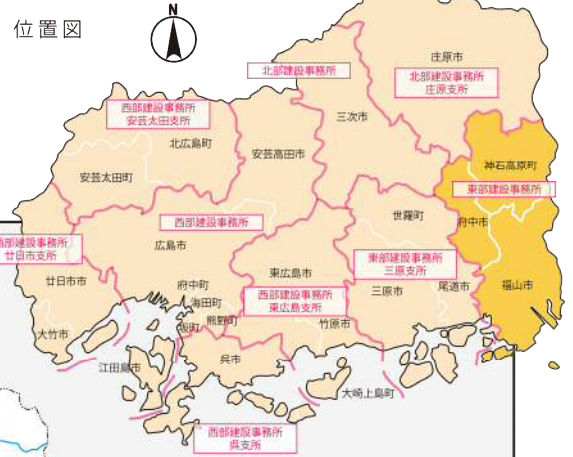 位置図
N
庄原市
北部建設事務所
北部建設事務所
庄原支所
西部建設事務所
安芸太田支所
三次市
北広島町
安芸高田市
神石高原町
安芸太田町
東部建設事務所
世羅町
府中市
西部建設事務所
広島市
西部建設事務所
廿日市支所
東部建設事務所
三原支所
東広島市
廿日市市
府中町
海田町
尾道市
福山市
三原市
西部建設事務所
東広島支所
熊野町
坂町
竹原市
大竹市
呉市
江田島市
大崎上島町
西部建設事務所
呉支所